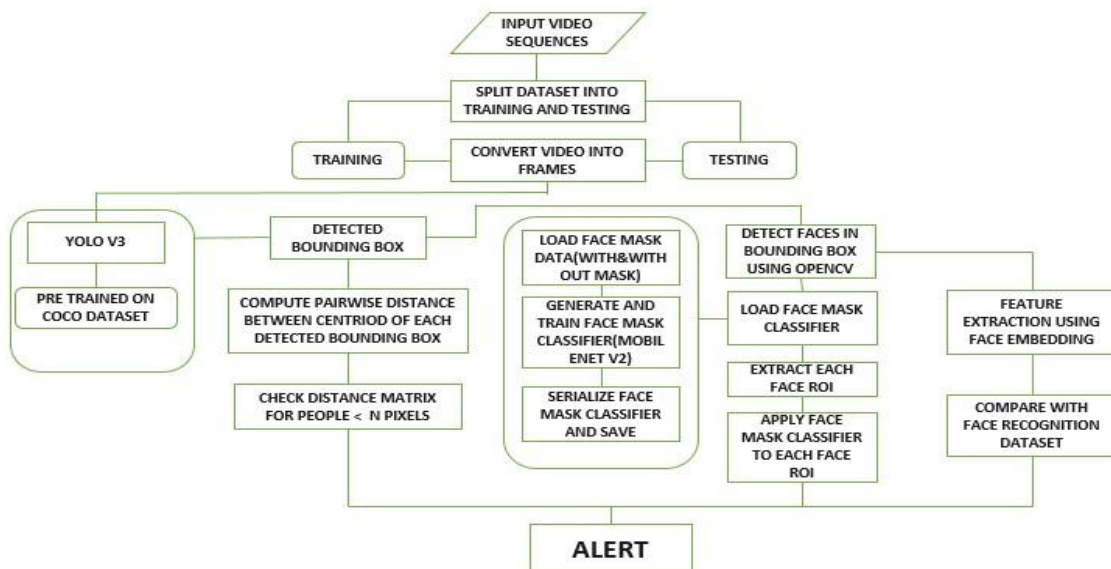 INPUT VIDEO
SEQUENCES
SPLIT DATASET INTO
TRAINING AND TESTING
TRAINING
CONVERT VIDEO INTO
FRAMES
TESTING
YOLO V3
PRE TRAINED ON
COCO DATASET
DETECTED
BOUNDING BOX
COMPUTE PAIRWISE DISTANCE
BETWEEN CENTRIOD OF EACH
DETECTED BOUNDING BOX
CHECK DISTANCE MATRIX
FOR PEOPLE < N PIXELS
LOAD FACE MASK
DATA(WITH&WITH
OUT MASK)
GENERATE AND
TRAIN FACE MASK
CLASSIFIER(MOBIL
ENET V2)
SERIALIZE FACE
MASK CLASSIFIER
AND SAVE
DETECT FACES IN
BOUNDING BOX
USING OPENCV
LOAD FACE MASK
CLASSIFIER
EXTRACT EACH
FACE ROI
APPLY FACE
MASK CLASSIFIER
TO EACH FACE
ROI
FEATURE
EXTRACTION USING
FACE EMBEDDING
COMPARE WITH
FACE RECOGNITION
DATASET
ALERT